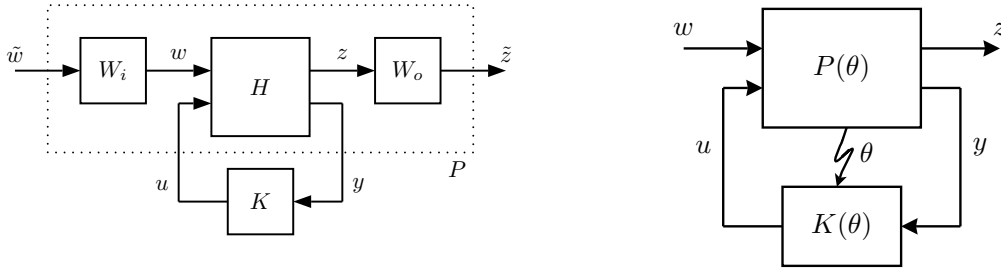 w̃ W_i w H z W_o z̃
u K y P
w P(θ) z
u θ y
K(θ)